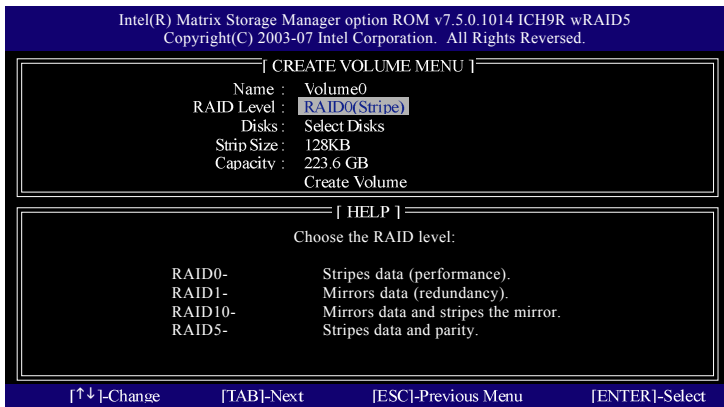 Intel(R) Matrix Storage Manager option ROM v7.5.0.1014 ICH9R wRAID5
Copyright(C) 2003-07 Intel Corporation.  All Rights Reversed.
[ CREATE VOLUME MENU ]
Name : Volume0
RAID Level : RAID0(Stripe)
Disks : Select Disks
Strip Size : 128KB
Capacity : 223.6 GB
Create Volume
[ HELP ]
Choose the RAID level:
RAID0- Stripes data (performance).
RAID1- Mirrors data (redundancy).
RAID10- Mirrors data and stripes the mirror.
RAID5- Stripes data and parity.
[↑↓]-Change [TAB]-Next [ESC]-Previous Menu [ENTER]-Select